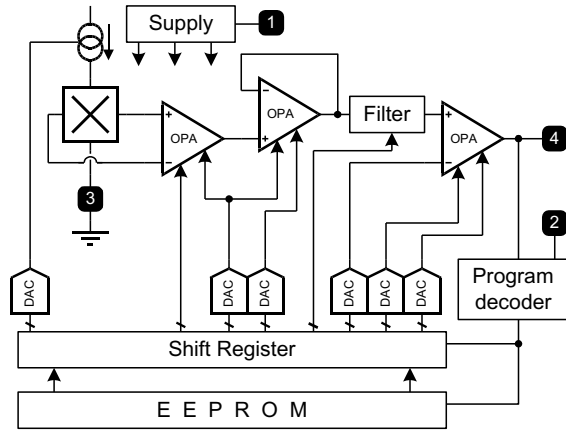 Supply
1
OPA
OPA
Filter
OPA
4
3
2
DAC
DAC
DAC
DAC
DAC
DAC
Program
decoder
Shift Register
E E P R O M